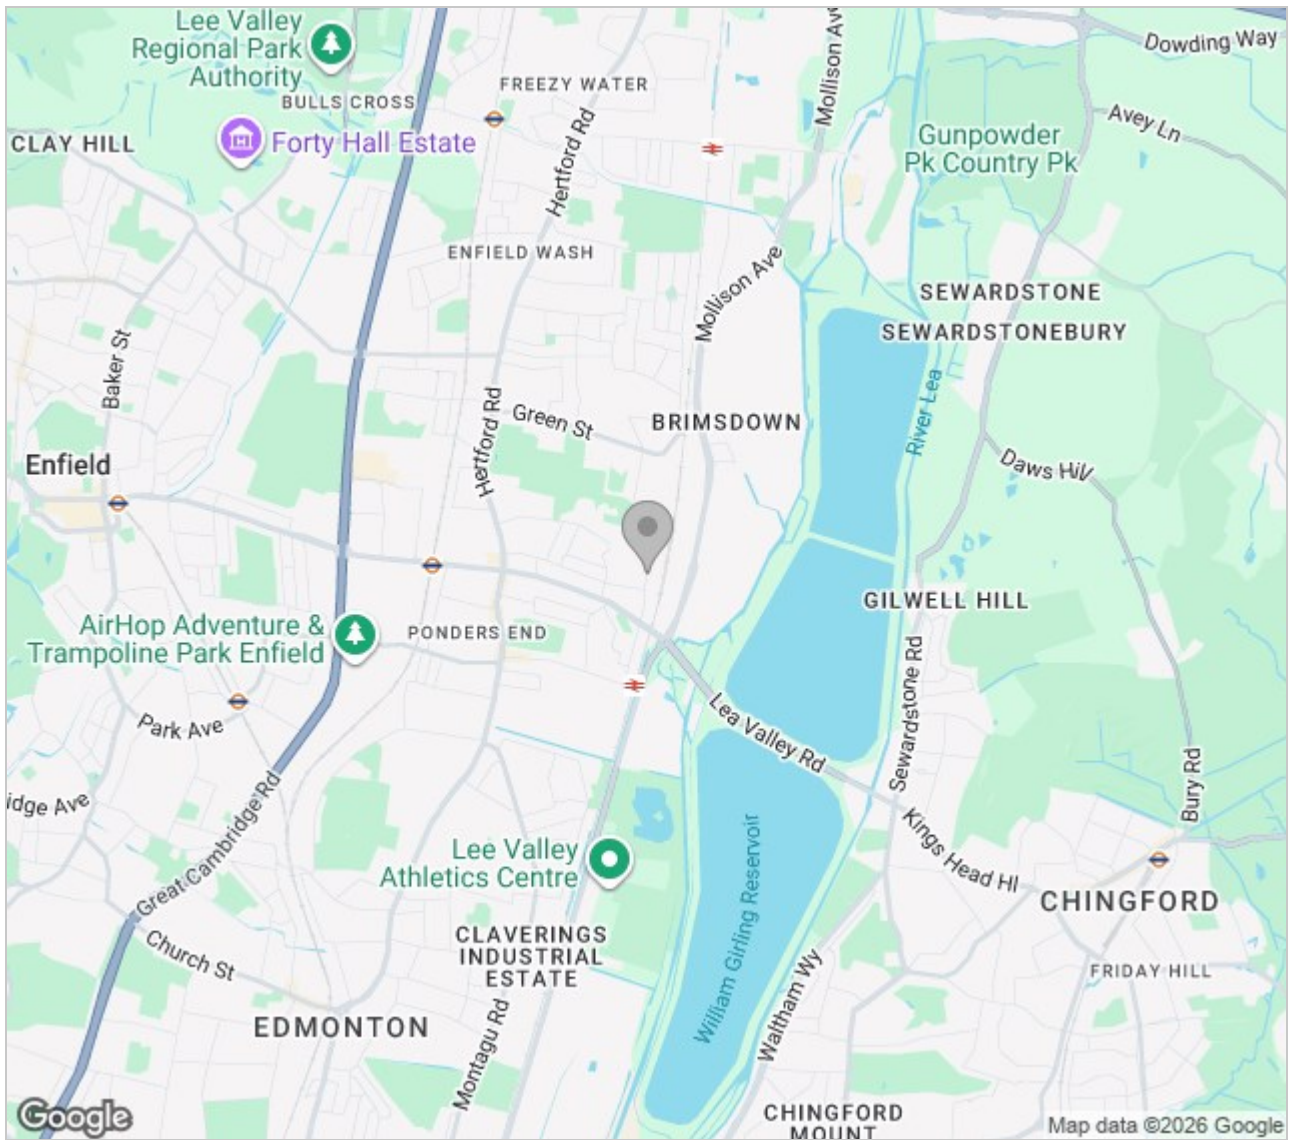 Lee Valley
Regional Park
Authority
Dowding Way
Mollison Ave
FREEZY WATER
BULLS CROSS
Hertford Rd
Avey Ln
CLAY HILL
Forty Hall Estate
Gunpowder
Pk Country Pk
ENFIELD WASH
Mollison Ave
SEWARDSTONE
SEWARDSTONEBURY
Baker St
River Lea
Hertford Rd
Green St
BRIMSDOWN
Enfield
Daws Hill
GILWELL HILL
AirHop Adventure &
Trampoline Park Enfield
PONDERS END
Sewardstone Rd
Park Ave
Lea Valley Rd
Bury Rd
idge Ave
Great Cambridge Rd
Kings Head Hl
Lee Valley
Athletics Centre
William Girling Reservoir
CHINGFORD
CLAVERINGS
INDUSTRIAL
ESTATE
Church St
FRIDAY HILL
Waltham Wy
EDMONTON
Montagu Rd
CHINGFORD
MOUNT
Google
Map data ©2026 Google